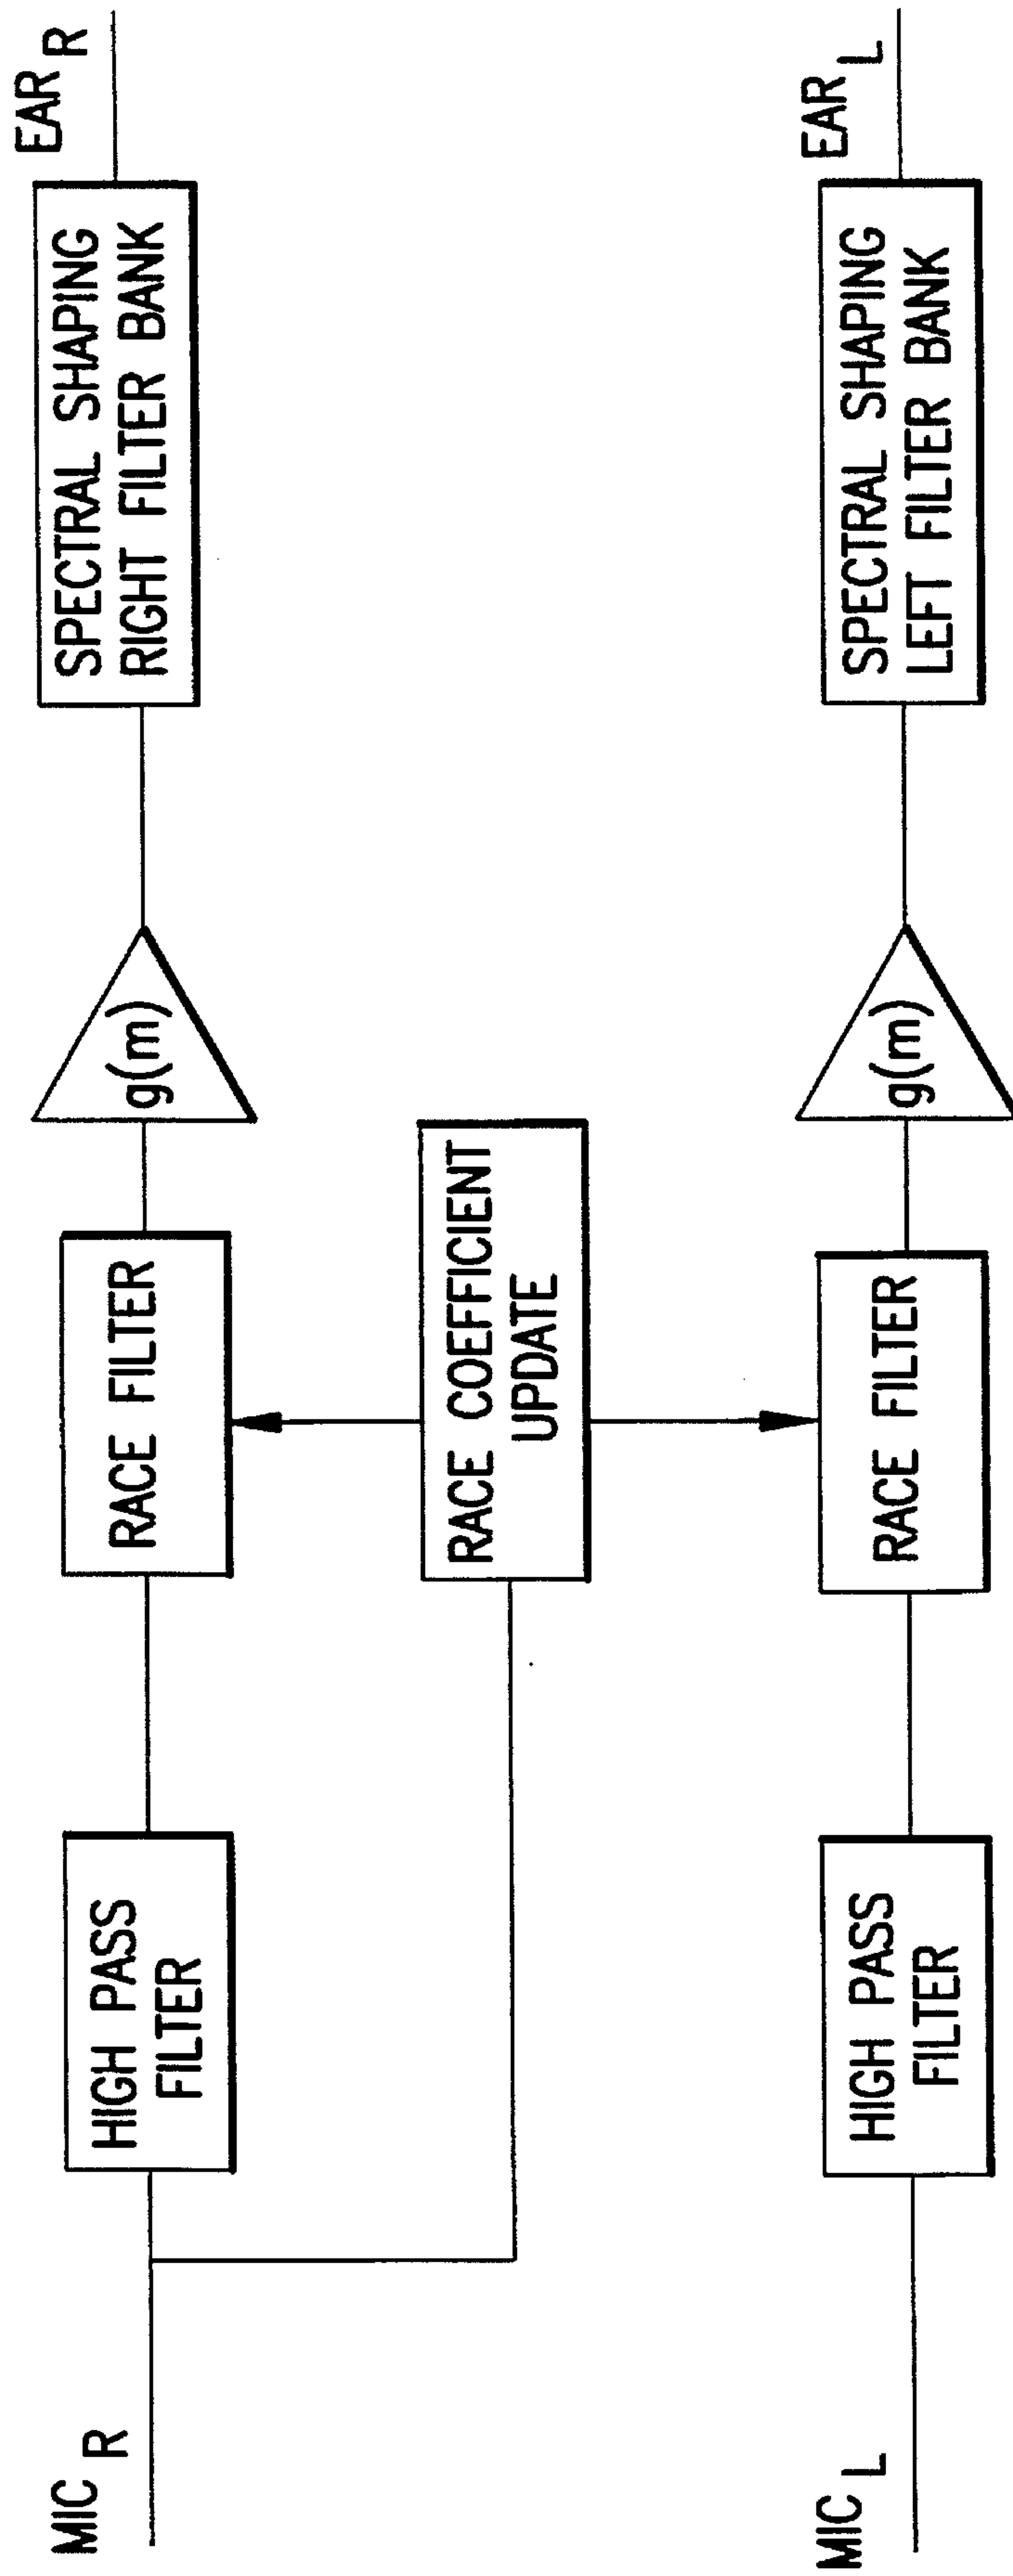 MIC R
HIGH PASS
FILTER
RACE FILTER
g(m)
SPECTRAL SHAPING
RIGHT FILTER BANK
EAR R
RACE COEFFICIENT
UPDATE
MIC L
HIGH PASS
FILTER
RACE FILTER
g(m)
SPECTRAL SHAPING
LEFT FILTER BANK
EAR L